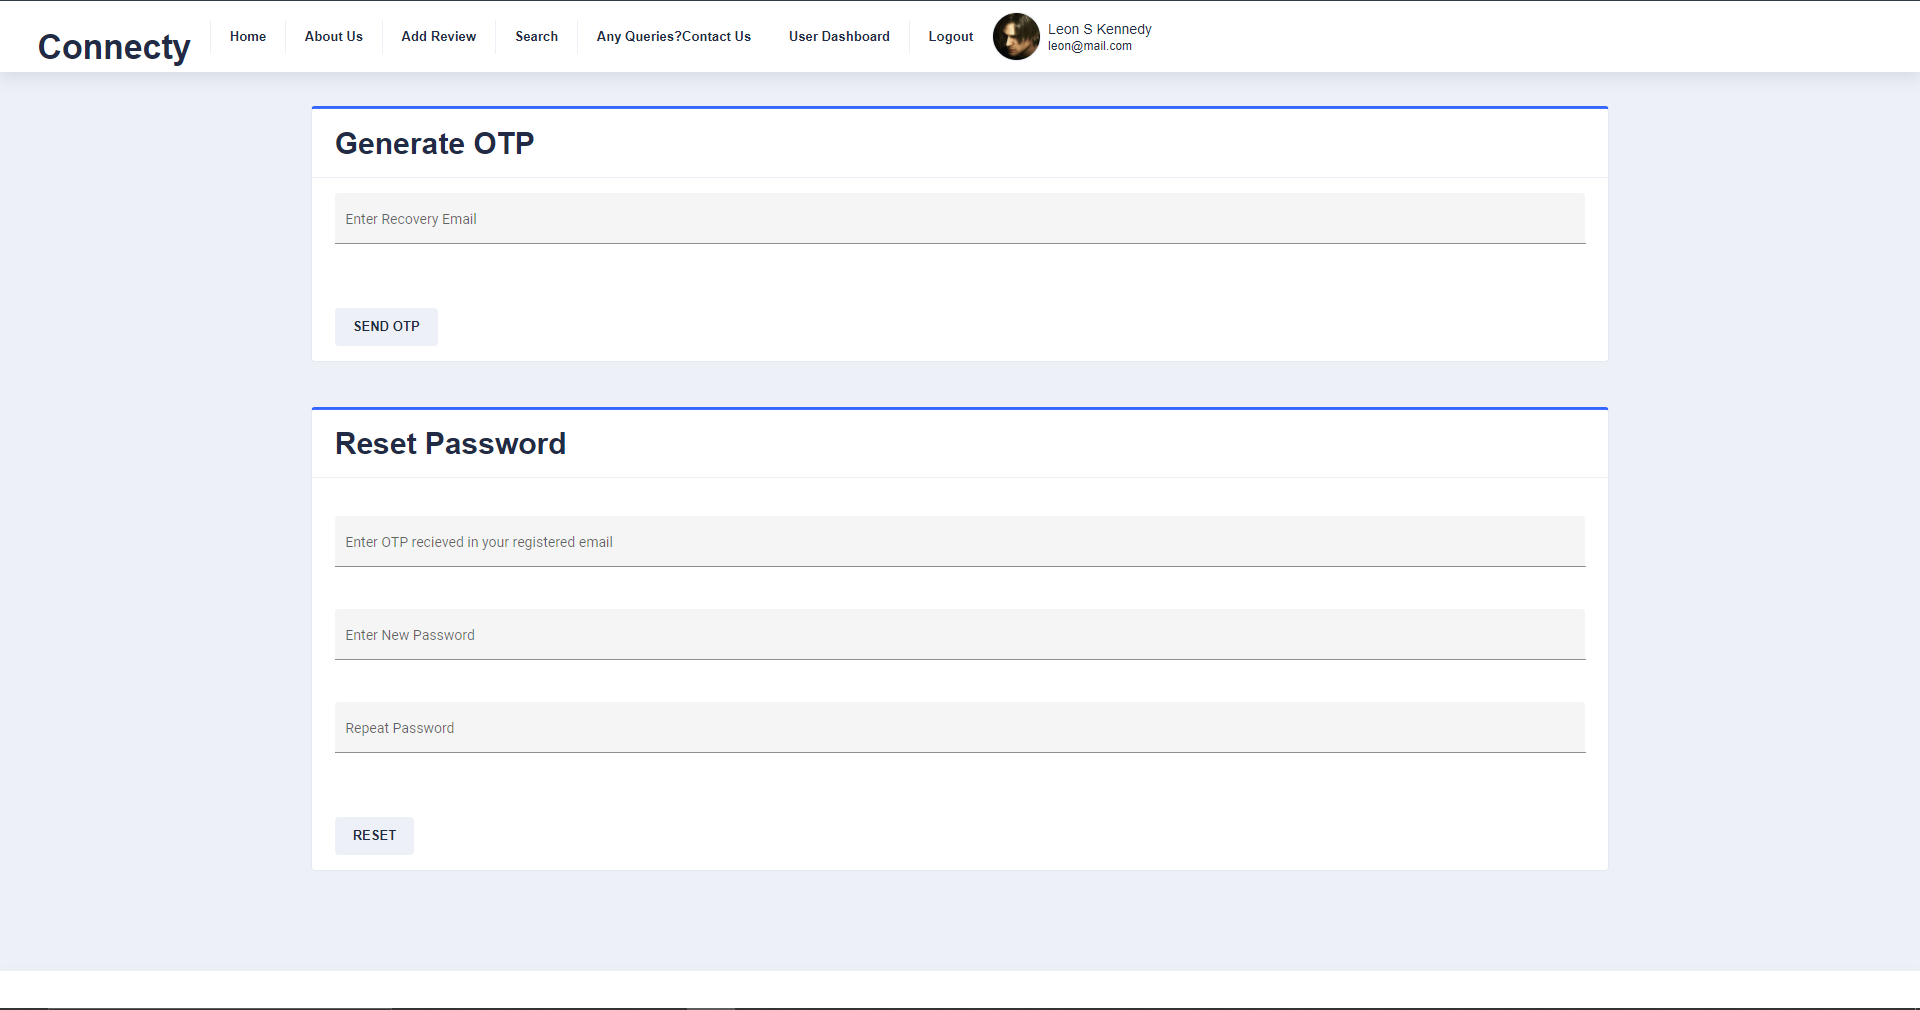 Connecty
Home
About Us
Add Review
Search
Any Queries?Contact Us
User Dashboard
Logout
Leon S Kennedy
leon@mail.com
Generate OTP
Enter Recovery Email
SEND OTP
Reset Password
Enter OTP recieved in your registered email
Enter New Password
Repeat Password
RESET